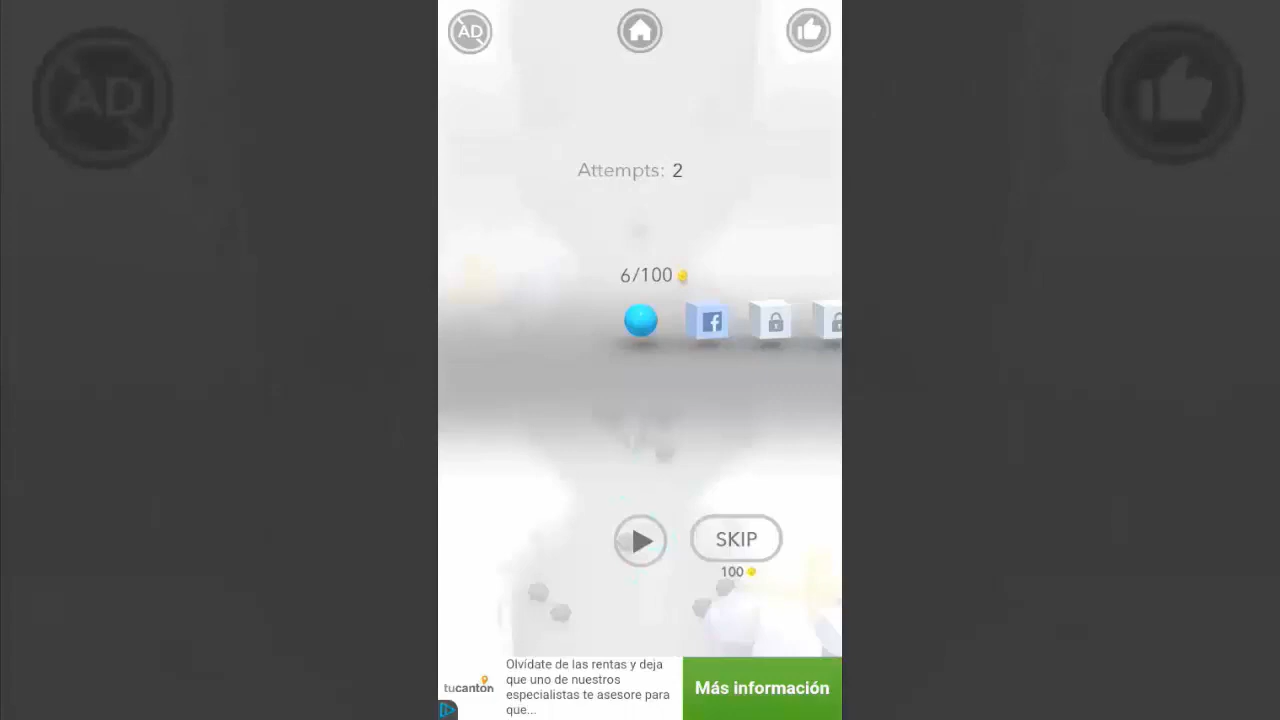 AD
Attempts: 2
6/100
f
SKIP
100
tucantón
Olvídate de las rentas y deja
que uno de nuestros
especialistas te asesore para
que...
Más información